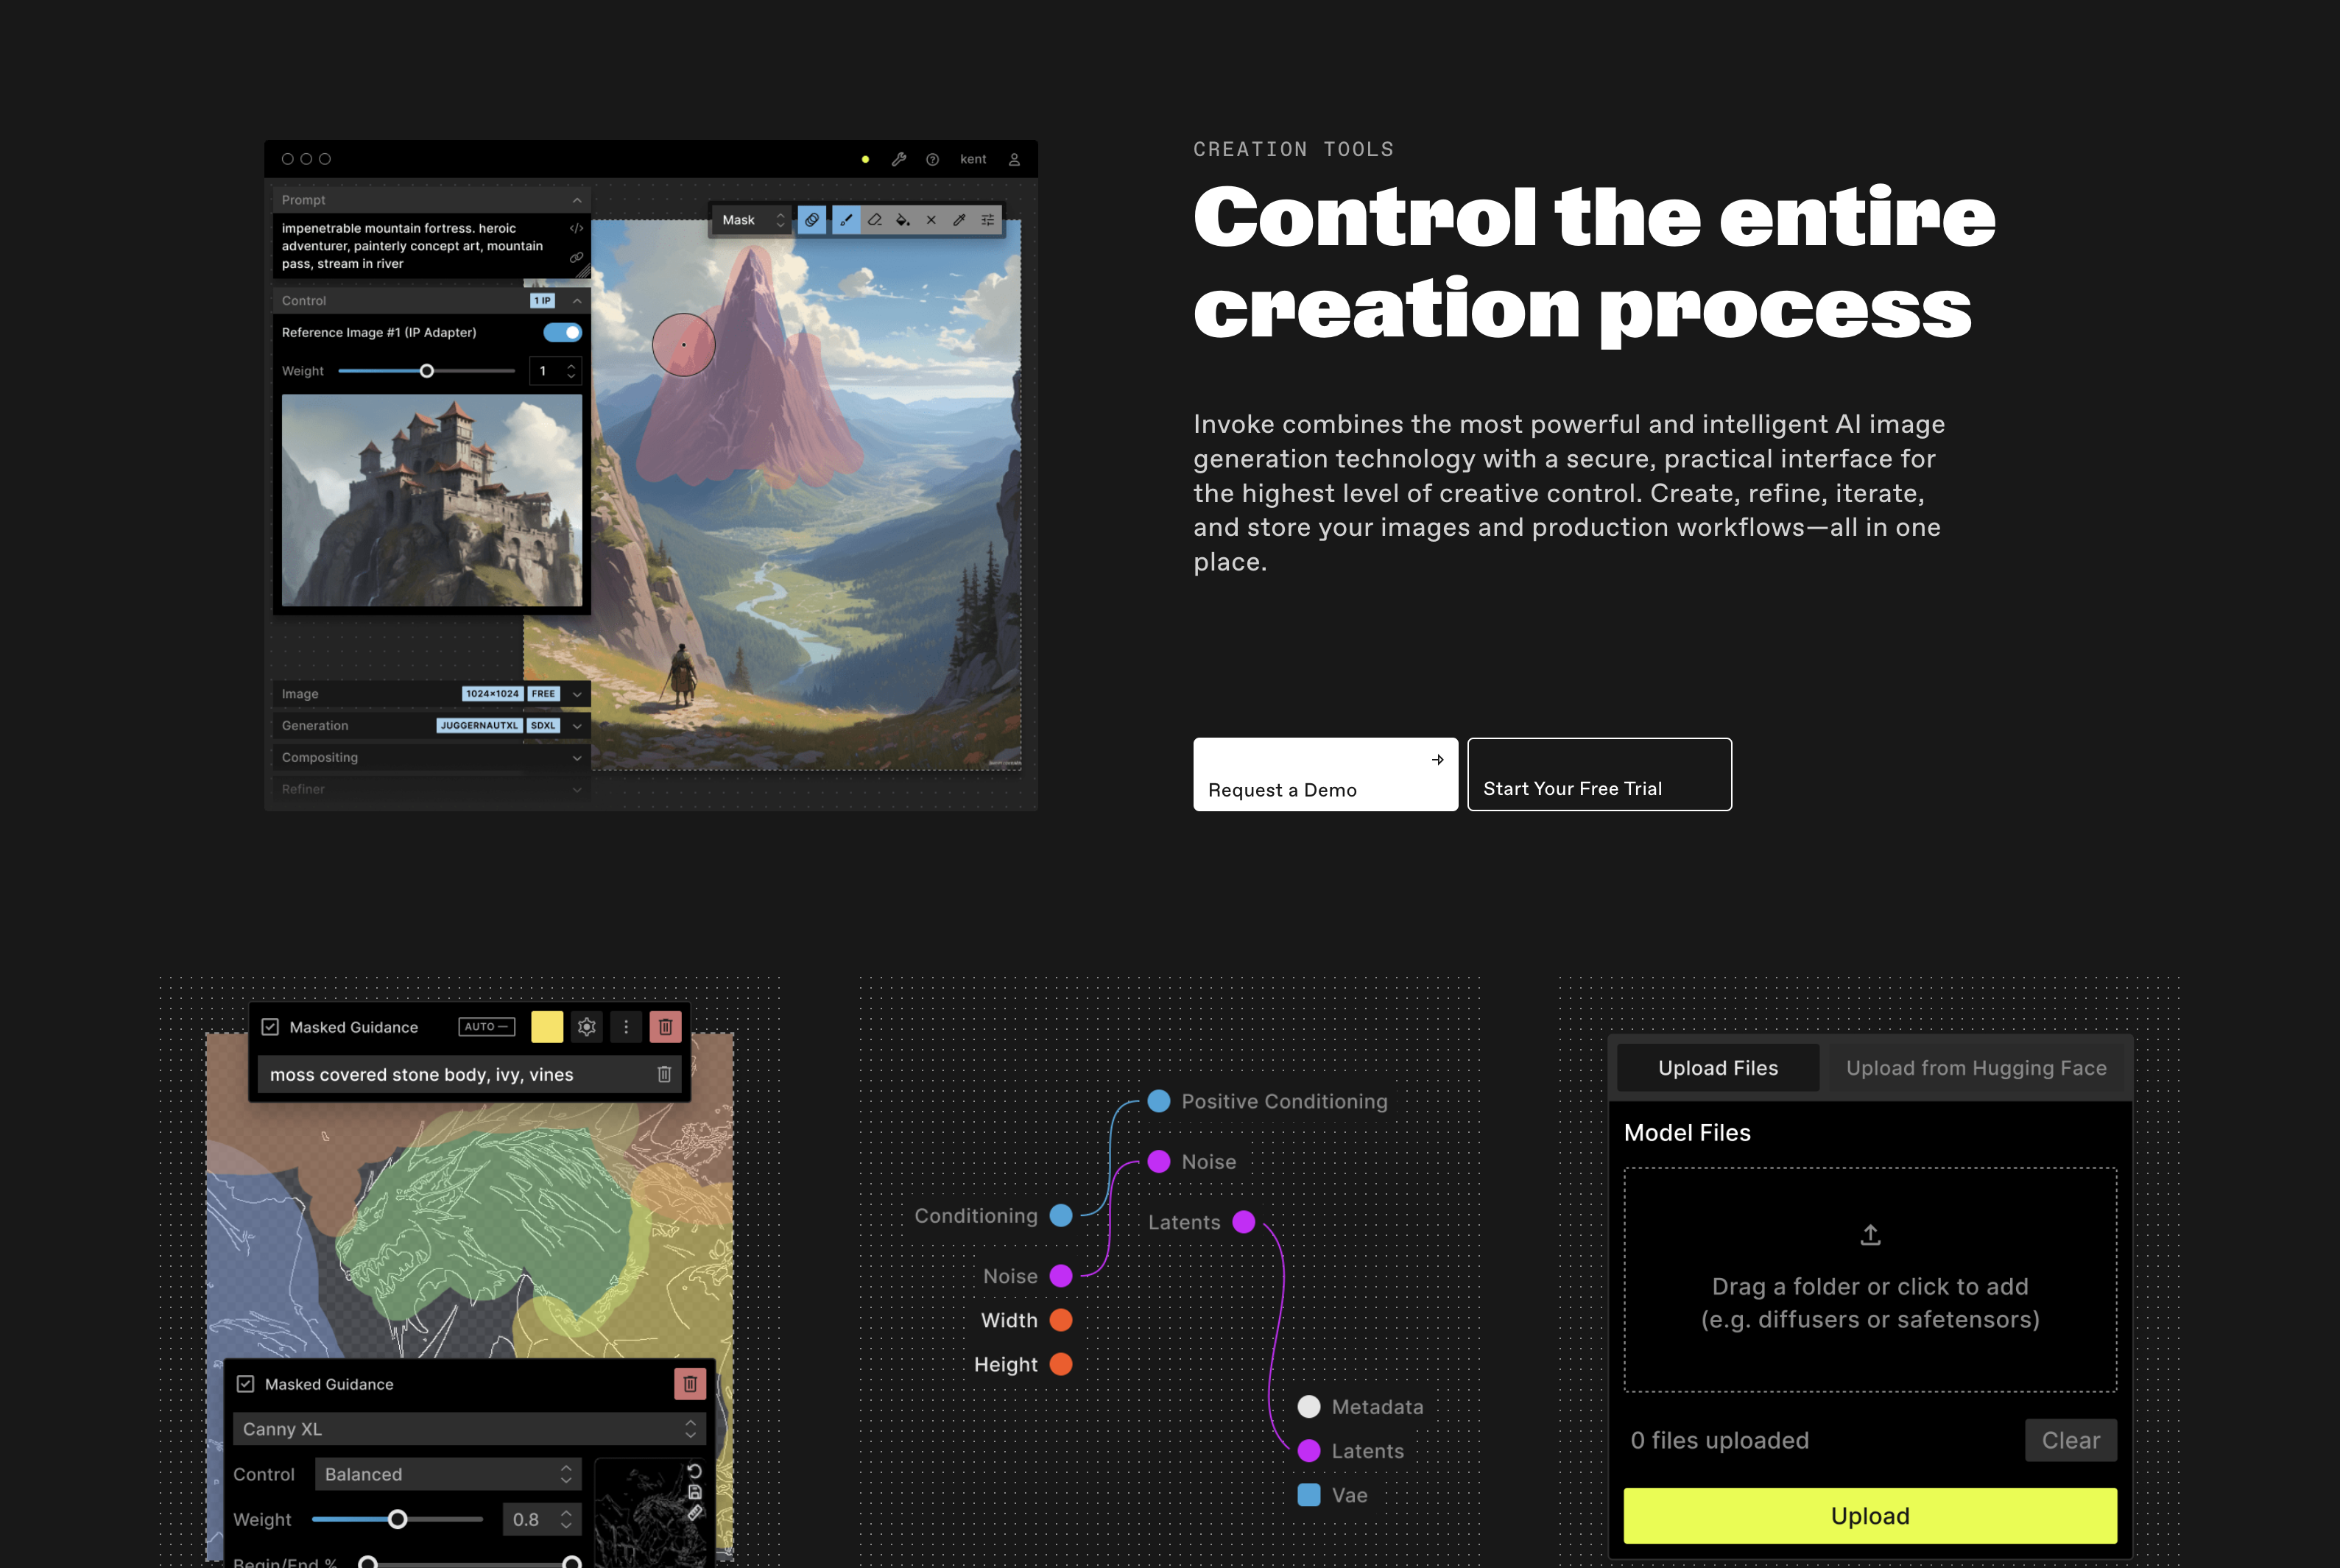 kent
Prompt
impenetrable mountain fortress. heroic
adventurer, painterly concept art, mountain
pass, stream in river
Control
1 IP
Reference Image #1 (IP Adapter)
Weight
1
Mask
Image
1024×1024
FREE
Generation
JUGGERNAUTXL
SDXL
Compositing
Refiner
CREATION TOOLS
Control the entire
creation process
Invoke combines the most powerful and intelligent AI image
generation technology with a secure, practical interface for
the highest level of creative control. Create, refine, iterate,
and store your images and production workflows—all in one
place.
Request a Demo
Start Your Free Trial
Masked Guidance
AUTO —
moss covered stone body, ivy, vines
Masked Guidance
Canny XL
Control
Balanced
Weight
0.8
Begin/End %
Positive Conditioning
Noise
Conditioning
Latents
Noise
Width
Height
Metadata
Latents
Vae
Upload Files
Upload from Hugging Face
Model Files
Drag a folder or click to add
(e.g. diffusers or safetensors)
0 files uploaded
Clear
Upload